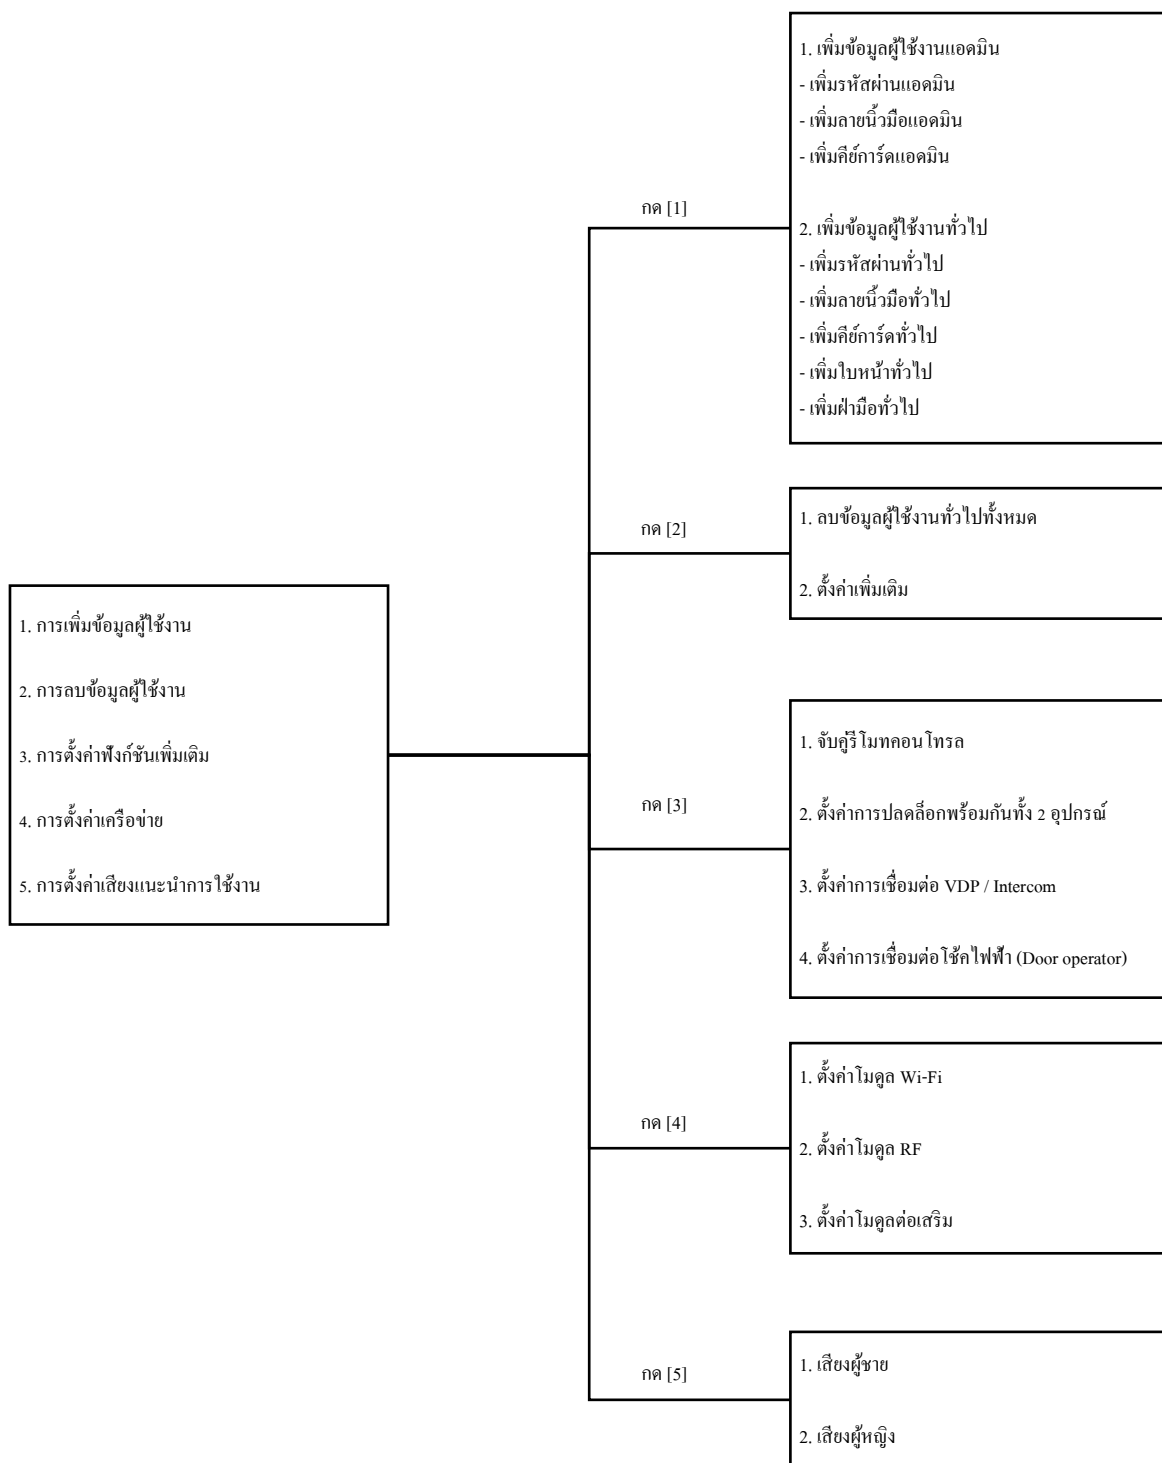 1. เพิ่มข้อมูลผู้ใช้งานแอดมิน
- เพิ่มรหัสผ่านแอดมิน
- เพิ่มลายนิ้วมือแอดมิน
- เพิ่มคีย์การ์ดแอดมิน
กด [1]
2. เพิ่มข้อมูลผู้ใช้งานทั่วไป
- เพิ่มรหัสผ่านทั่วไป
- เพิ่มลายนิ้วมือทั่วไป
- เพิ่มคีย์การ์ดทั่วไป
- เพิ่มใบหน้าทั่วไป
- เพิ่มฝ่ามือทั่วไป
กด [2]
1. ลบข้อมูลผู้ใช้งานทั่วไปทั้งหมด
2. ตั้งค่าเพิ่มเติม
1. การเพิ่มข้อมูลผู้ใช้งาน
2. การลบข้อมูลผู้ใช้งาน
3. การตั้งค่าฟังก์ชันเพิ่มเติม
4. การตั้งค่าเครือข่าย
5. การตั้งค่าเสียงแนะนำการใช้งาน
กด [3]
1. จับคู่รีโมทคอนโทรล
2. ตั้งค่าการปลดล็อกพร้อมกันทั้ง 2 อุปกรณ์
3. ตั้งค่าการเชื่อมต่อ VDP / Intercom
4. ตั้งค่าการเชื่อมต่อโช้คไฟฟ้า (Door operator)
กด [4]
1. ตั้งค่าโมดูล Wi-Fi
2. ตั้งค่าโมดูล RF
3. ตั้งค่าโมดูลต่อเสริม
กด [5]
1. เสียงผู้ชาย
2. เสียงผู้หญิง